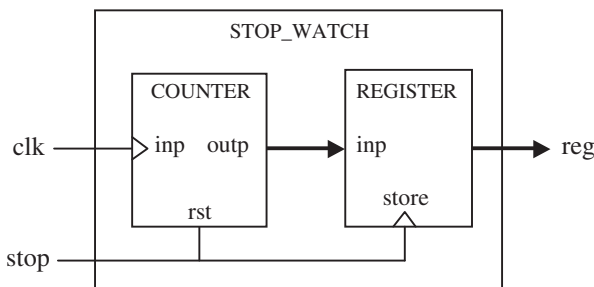 STOP_WATCH
COUNTER
REGISTER
clk
inp outp
inp
reg
rst
store
stop